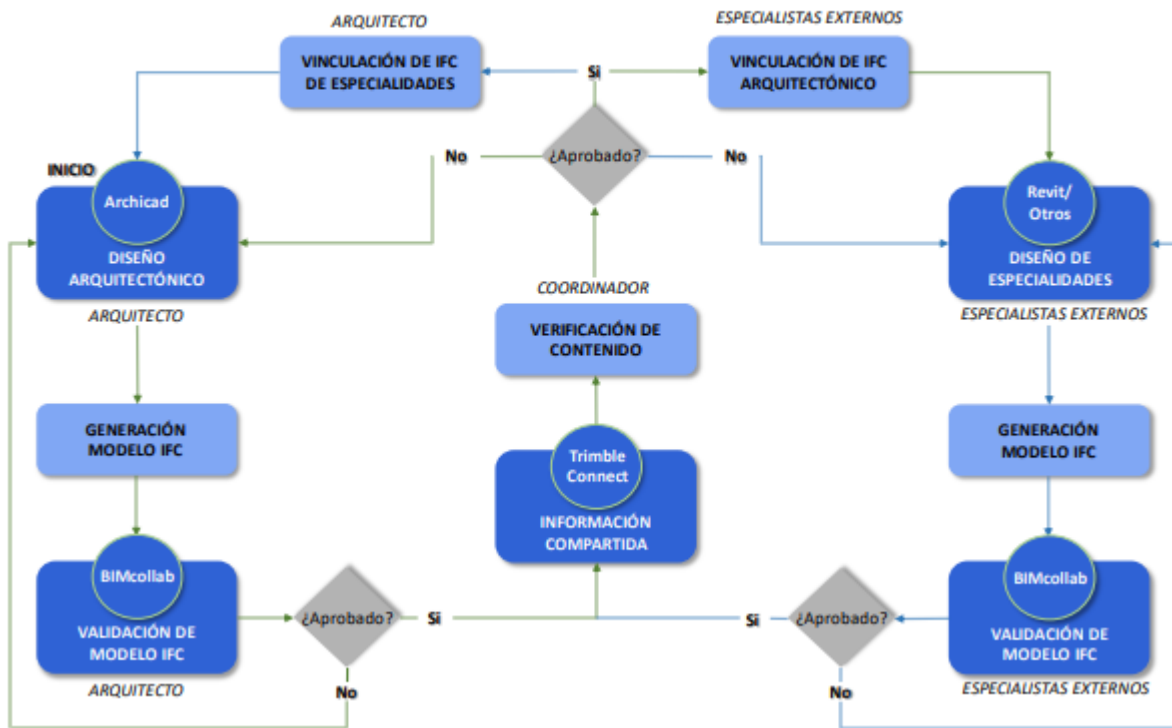 ARQUITECTO
ESPECIALISTAS EXTERNOS
VINCULACIÓN DE IFC
DE ESPECIALIDADES
Si
VINCULACIÓN DE IFC
ARQUITECTÓNICO
No
¿Aprobado?
No
INICIO
Archicad
DISEÑO
ARQUITECTÓNICO
ARQUITECTO
Revit/
Otros
DISEÑO DE
ESPECIALIDADES
ESPECIALISTAS EXTERNOS
COORDINADOR
VERIFICACIÓN DE
CONTENIDO
GENERACIÓN
MODELO IFC
Trimble
Connect
INFORMACIÓN
COMPARTIDA
GENERACIÓN
MODELO IFC
BIMcollab
VALIDACIÓN DE
MODELO IFC
ARQUITECTO
¿Aprobado?
Si
No
Si
¿Aprobado?
No
BIMcollab
VALIDACIÓN DE
MODELO IFC
ESPECIALISTAS EXTERNOS